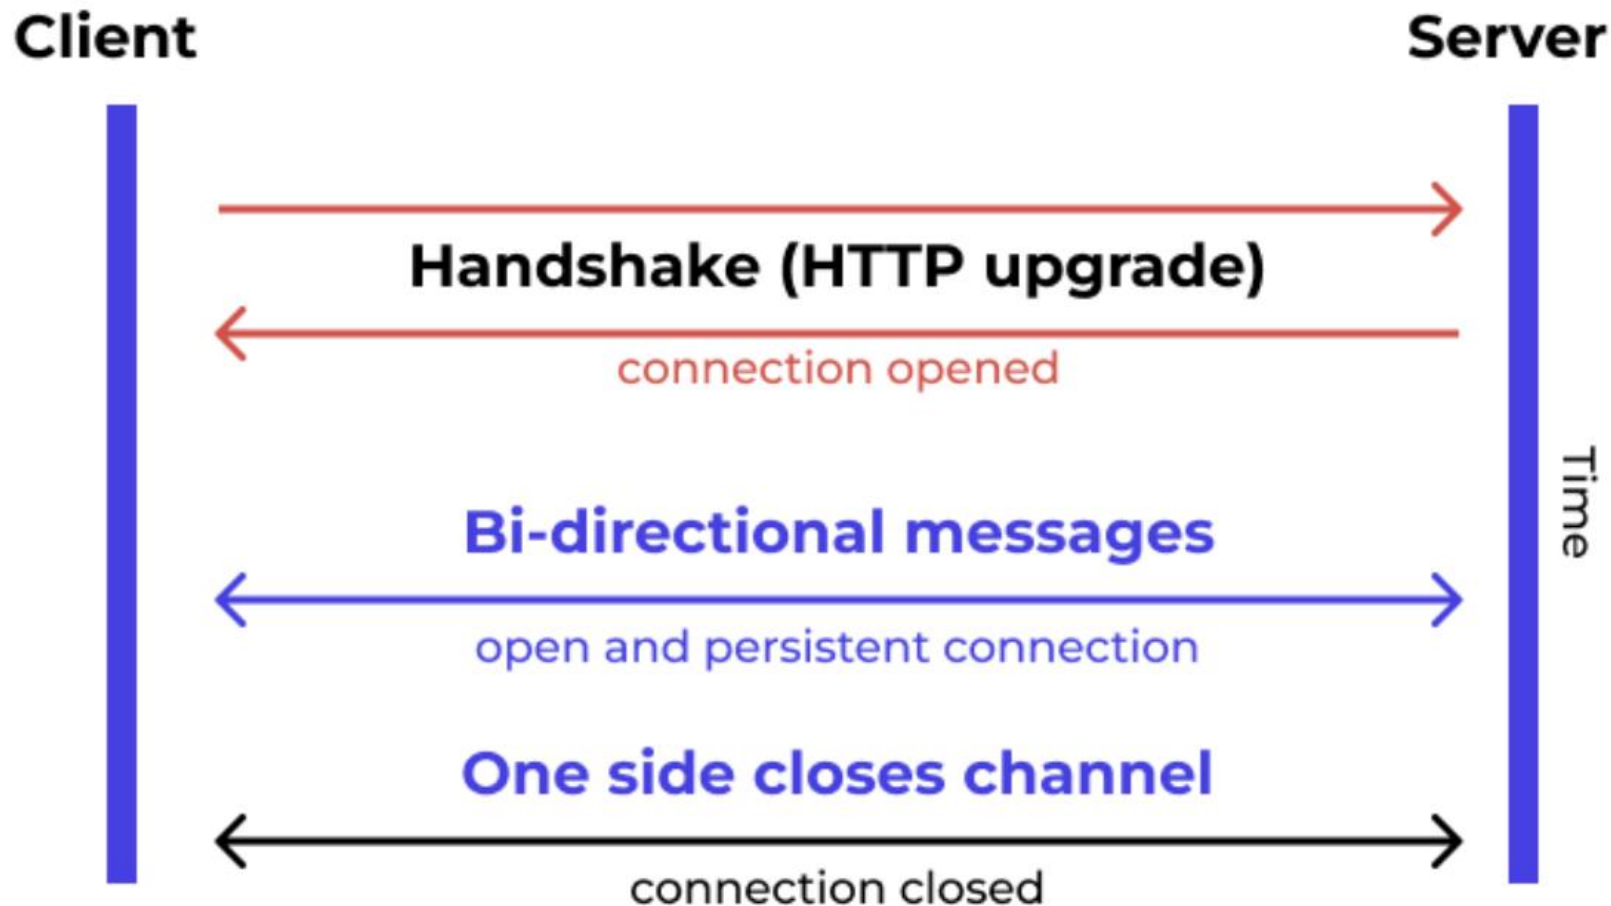 Client
Server
Handshake (HTTP upgrade)
connection opened
Bi-directional messages
Time
open and persistent connection
One side closes channel
connection closed